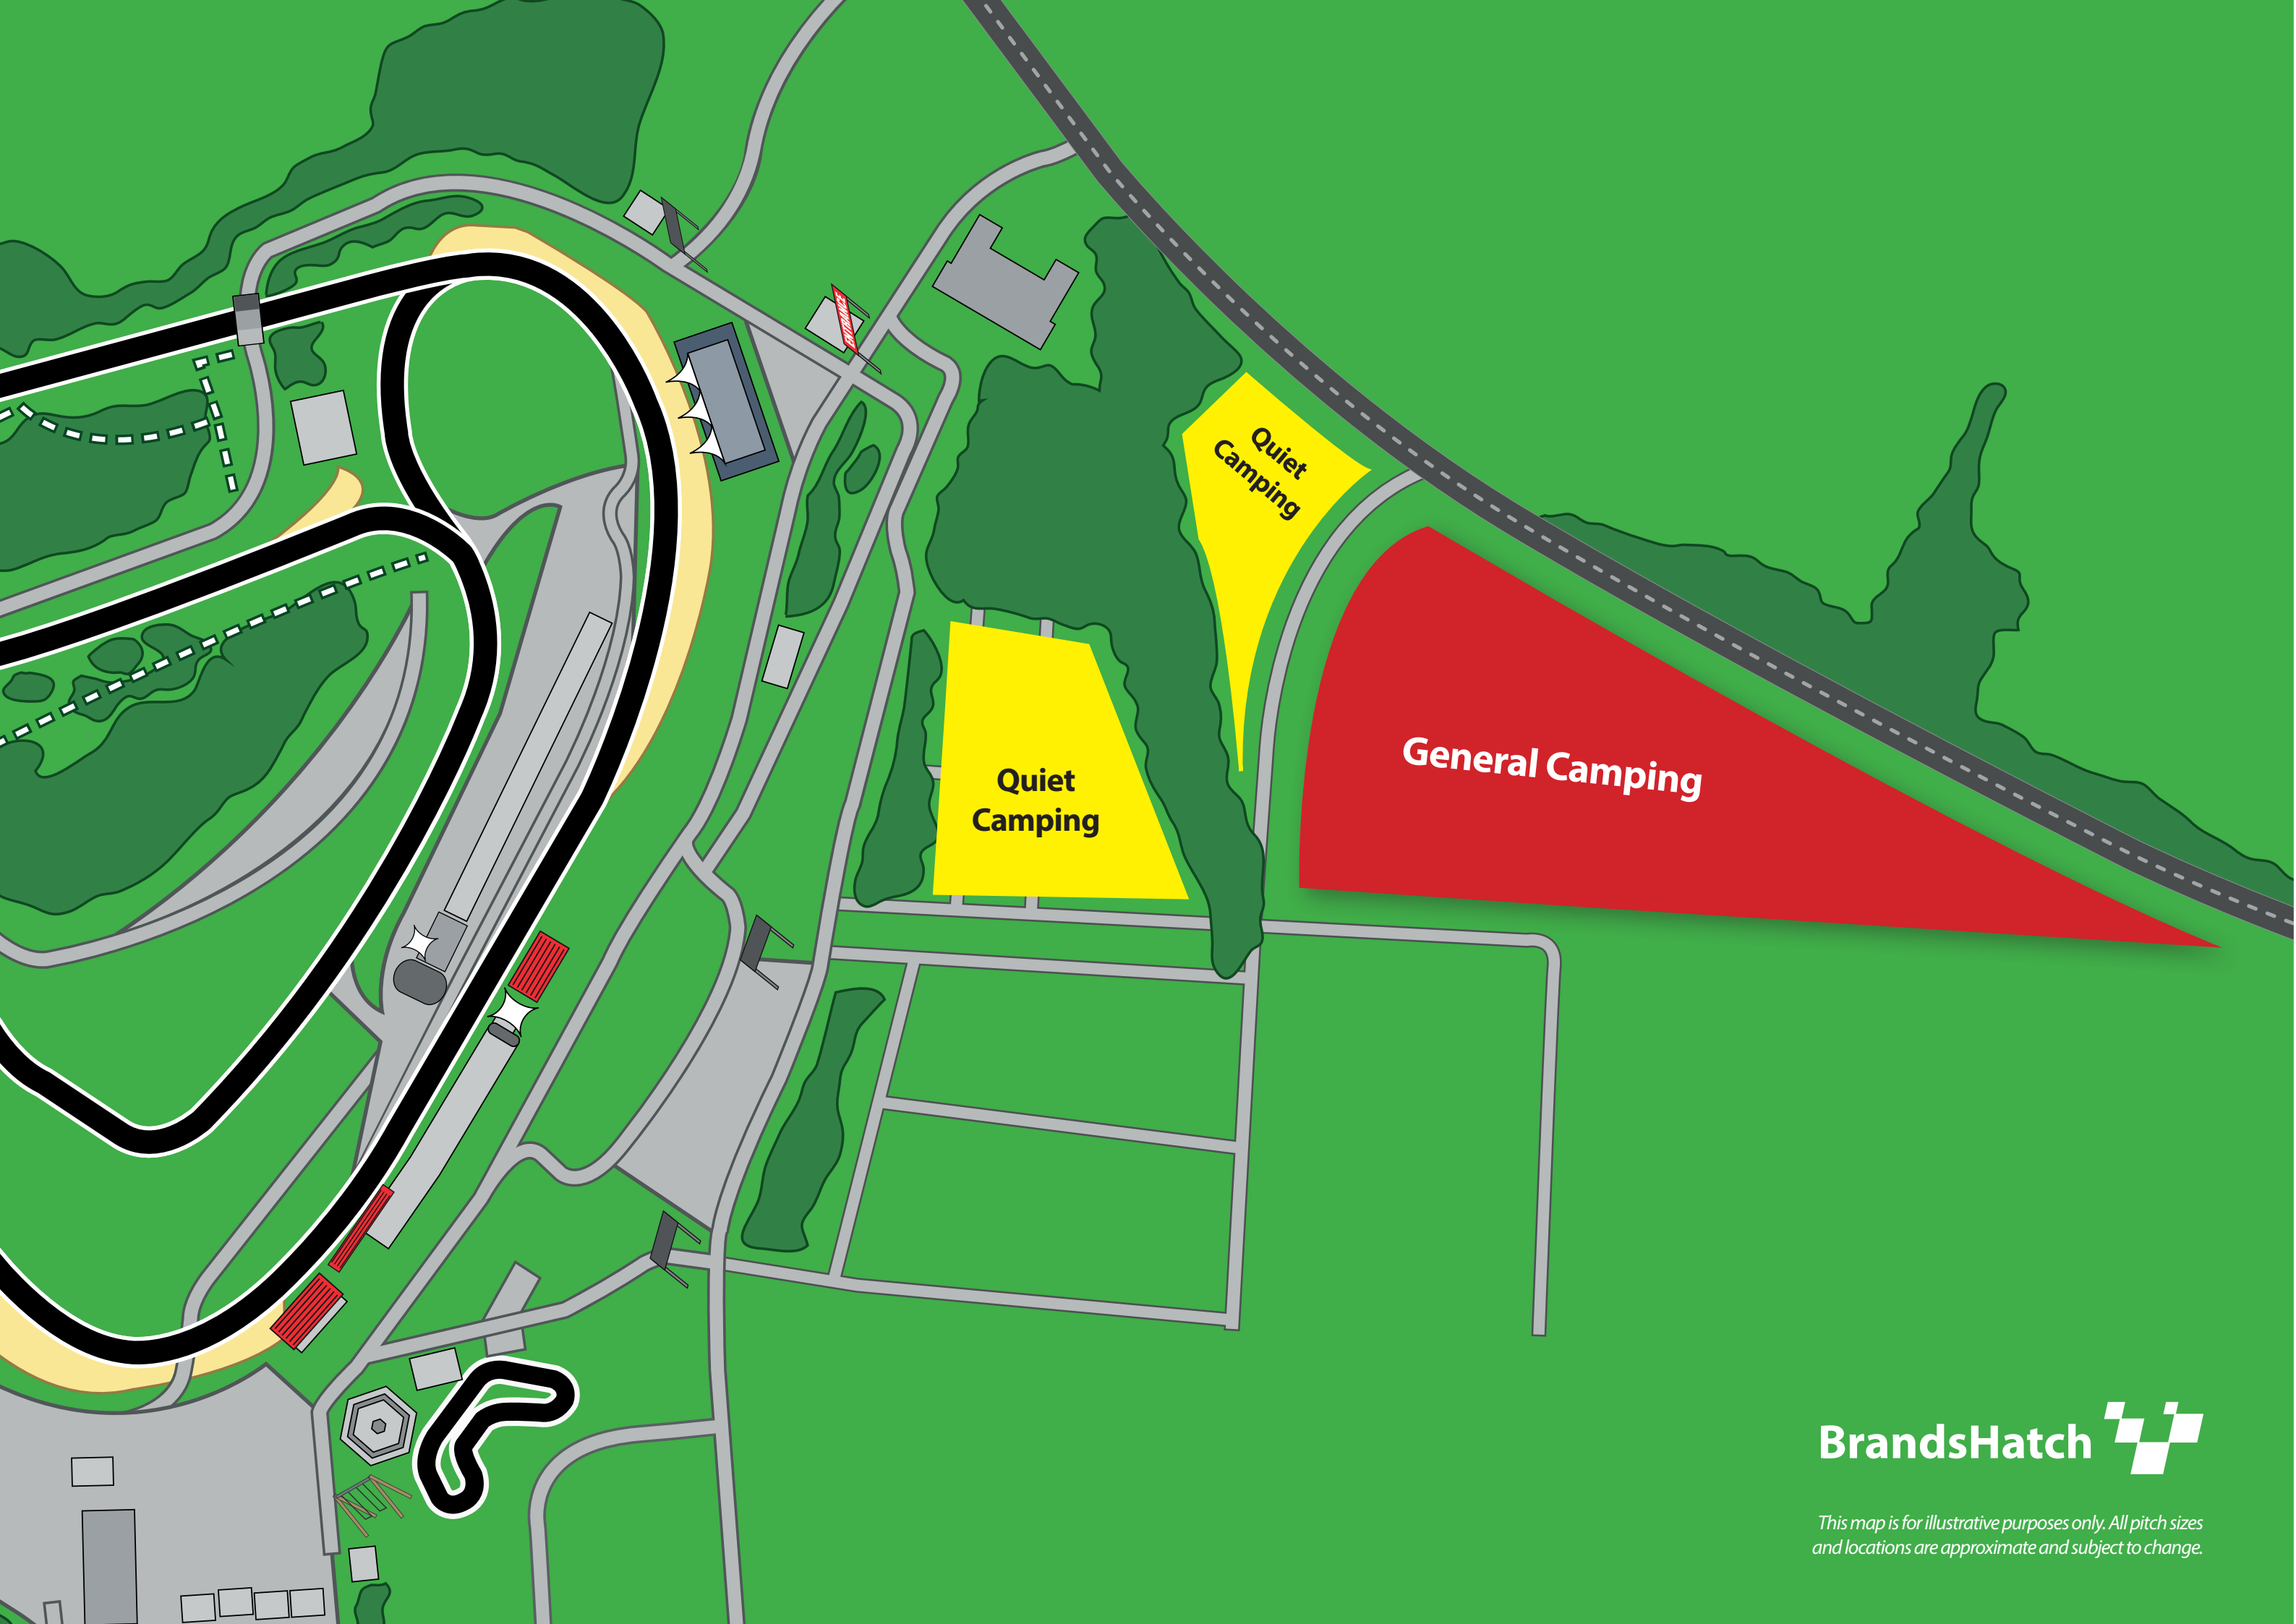 ENTRANCE
Quiet
Camping
General Camping
Quiet
Camping
BrandsHatch
This map is for illustrative purposes only. All pitch sizes
and locations are approximate and subject to change.